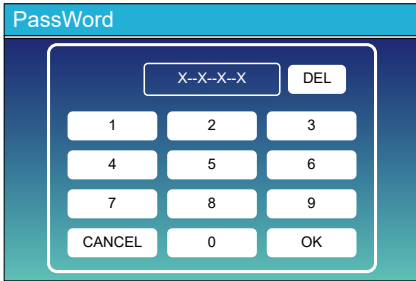 PassWord
X--X--X--X DEL
1 2 3
4 5 6
7 8 9
CANCEL 0 OK